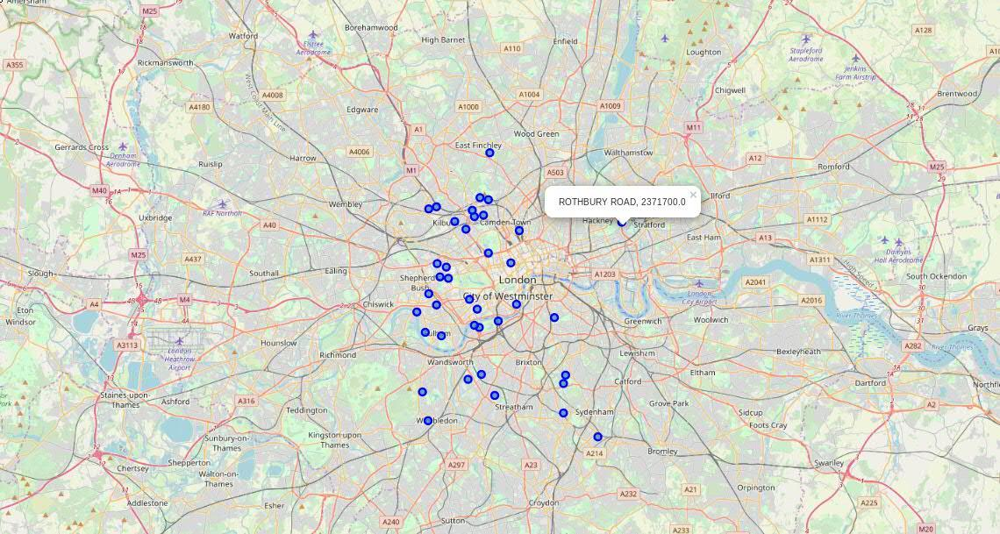 Amersham
M25
Borehamwood
Watford
Elstree
Aerodrome
High Barnet
Enfield
A128
A110
Stapleford
Aerodrome
Loughton
A355
Rickmansworth
Jenkins
Farm Airstrip
West Coast Main Line
A4008
A1004
Chigwell
Brentwood
A4180
Edgware
A1000
A1009
28
A1
M11
Wood Green
Gerrards Cross
Denham
Aerodrome
A4006
East Finchley
Walthamstow
Harrow
A12
Ruislip
M1
A503
Romford
M25
M40
1A
Wembley
ROTHBURY ROAD, 2371700.0
×
Ilford
RAF Northolt
Uxbridge
A40
Camden Town
Hackney
Stratford
A1112
East Ham
A13
Damyns
Hall Aerodrome
M25
A437
A1311
Slough
Southall
Ealing
A1203
High Speed 1
South Ockendon
Shepherd
Bush
London
London
City Airport
A2041
City of Westminster
A2016
Eton
Windsor
A4
M4
Chiswick
River Thames
Greenwich
Woolwich
Grays
A3113
London
Heathrow
Airport
Hounslow
Richmond
River Thames
A282
Lewisham
Bexleyheath
Wandsworth
Brixton
Eltham
Catford
Dartford
Staines-upon-
Thames
Ashford
A316
Teddington
Streatham
Sydenham
Grove Park
Sidcup
A2
Foots Cray
Kingston upon
Thames
Sunbury-on-
Thames
A214
Bromley
Shepperton
Chertsey
Walton-on-
Thames
A297
A23
Swanley
Addlestone
Esher
Croydon
A232
A21
Orpington
A225
A240
Sutton
A233
M20